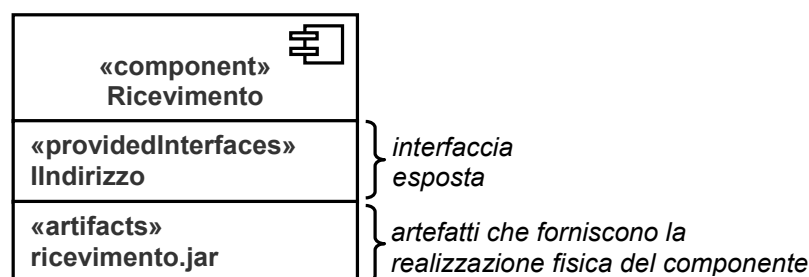 «component»
Ricevimento
«providedInterfaces»
IIndirizzo
interfaccia
esposta
«artifacts»
ricevimento.jar
artefatti che forniscono la
realizzazione fisica del componente